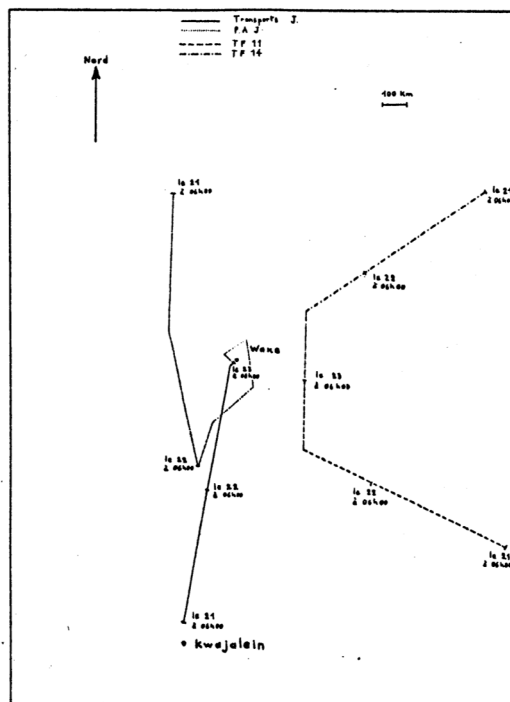 Transports J.
P.A J.
TF 11
TF 14
Nord
100 Km
le 21
à 06h00
le 21
à 06h00
le 22
à 06h00
Wake
le 23
à 06h00
le 23
à 06h00
le 22
à 06h00
le 22
à 06h00
le 22
à 06h00
le 21
à 06h00
le 21
à 06h00
kwajalein